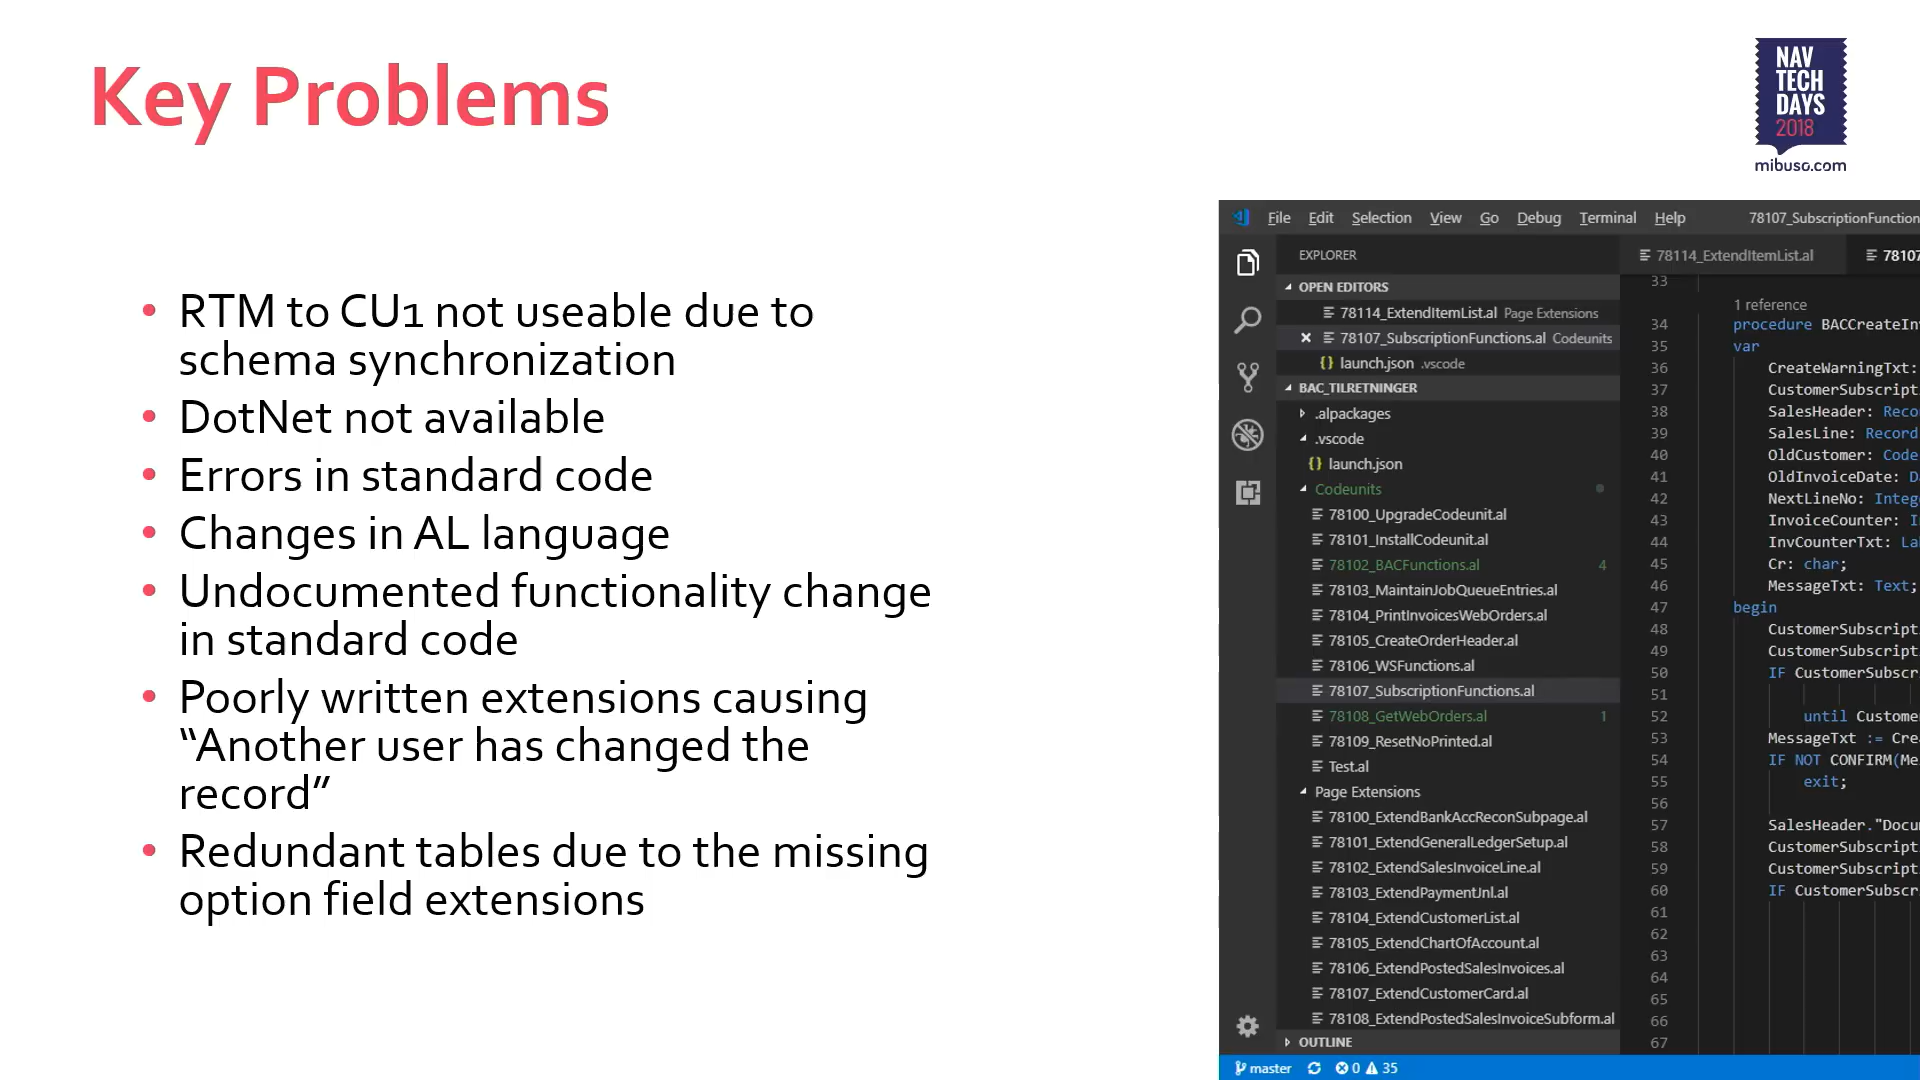 Key Problems
NAV
TECH
DAYS
2018
mibuso.com
• RTM to CU1 not useable due to
schema synchronization
• DotNet not available
• Errors in standard code
• Changes in AL language
• Undocumented functionality change
in standard code
• Poorly written extensions causing
“Another user has changed the
record”
• Redundant tables due to the missing
option field extensions
File Edit Selection View Go Debug Terminal Help 78107_SubscriptionFunction
EXPLORER
OPEN EDITORS
78114_ExtendItemList.al Page Extensions
78107_SubscriptionFunctions.al Codeunits
{} launch.json .vscode
BAC_TILRETNINGER
.alpackages
.vscode
{} launch.json
Codeunits
78100_UpgradeCodeunit.al
78101_InstallCodeunit.al
78102_BACFunctions.al 4
78103_MaintainJobQueueEntries.al
78104_PrintInvoicesWebOrders.al
78105_CreateOrderHeader.al
78106_WSFunctions.al
78107_SubscriptionFunctions.al
78108_GetWebOrders.al 1
78109_ResetNoPrinted.al
Test.al
Page Extensions
78100_ExtendBankAccReconSubpage.al
78101_ExtendGeneralLedgerSetup.al
78102_ExtendSalesInvoiceLine.al
78103_ExtendPaymentJnl.al
78104_ExtendCustomerList.al
78105_ExtendChartOfAccount.al
78106_ExtendPostedSalesInvoices.al
78107_ExtendCustomerCard.al
78108_ExtendPostedSalesInvoiceSubform.al
OUTLINE
78114_ExtendItemList.al 78107
33
1 reference
34 procedure BACCreateIn
35 var
36 CreateWarningTxt:
37 CustomerSubscript
38 SalesHeader: Reco
39 SalesLine: Record
40 OldCustomer: Code
41 OldInvoiceDate: D
42 NextLineNo: Integ
43 InvoiceCounter: I
44 InvCounterTxt: La
45 Cr: char;
46 MessageTxt: Text;
47 begin
48 CustomerSubscript
49 CustomerSubscript
50 IF CustomerSubscr
51
52 until Custome
53 MessageTxt := Cre
54 IF NOT CONFIRM(Me
55 exit;
56
57 SalesHeader."Docu
58 CustomerSubscript
59 CustomerSubscript
60 IF CustomerSubscr
61
62
63
64
65
66
67
master 0 35